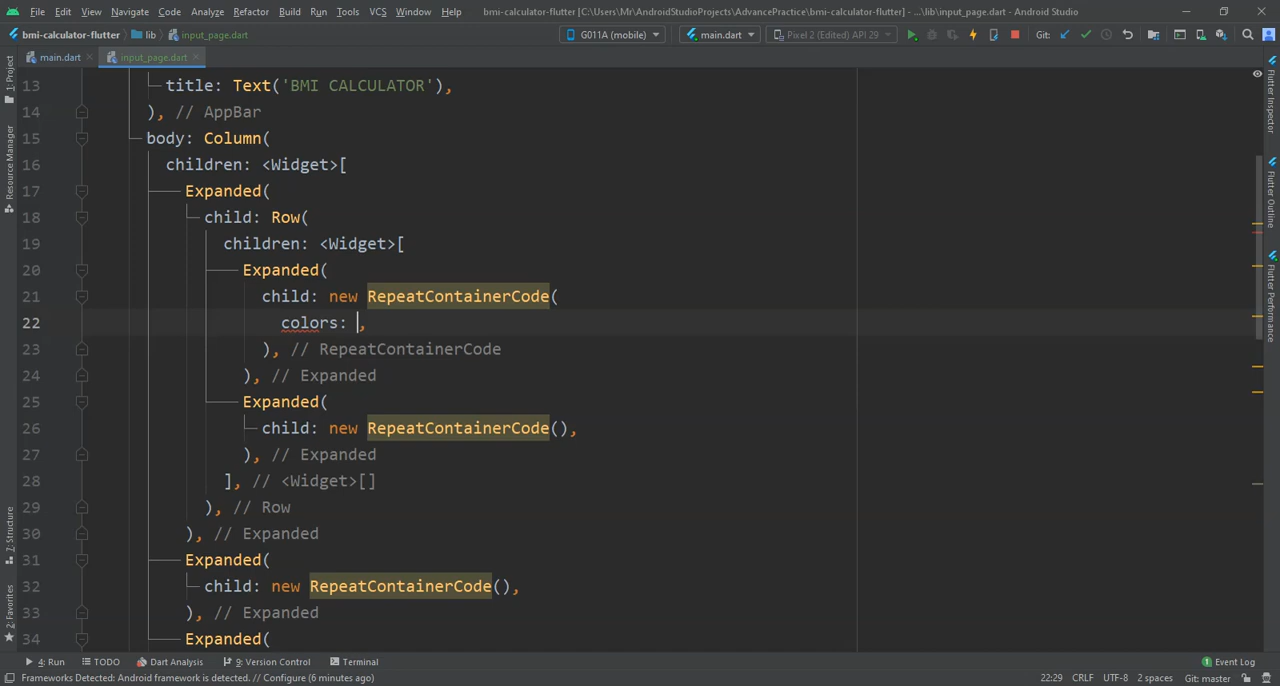 File Edit View Navigate Code Analyze Refactor Build Run Tools VCS Window Help bmi-calculator-flutter [C:\Users\Mr\AndroidStudioProjects\AdvancePractice\bmi-calculator-flutter] - ...\lib\input_page.dart - Android Studio
bmi-calculator-flutter lib input_page.dart G011A (mobile) main.dart Pixel 2 (Edited) API 29 Git:
main.dart input_page.dart
13 title: Text('BMI CALCULATOR'),
14 ), // AppBar
15 body: Column(
16 children: <Widget>[
17 Expanded(
18 child: Row(
19 children: <Widget>[
20 Expanded(
21 child: new RepeatContainerCode(
22 colors: ,
23 ), // RepeatContainerCode
24 ), // Expanded
25 Expanded(
26 child: new RepeatContainerCode(),
27 ), // Expanded
28 ], // <Widget>[]
29 ), // Row
30 ), // Expanded
31 Expanded(
32 child: new RepeatContainerCode(),
33 ), // Expanded
34 Expanded(
1: Project
Resource Manager
7: Structure
2: Favorites
Flutter Inspector
Flutter Outline
Flutter Performance
4: Run TODO Dart Analysis 9: Version Control Terminal 1 Event Log
Frameworks Detected: Android framework is detected. // Configure (6 minutes ago) 22:29 CRLF UTF-8 2 spaces Git: master